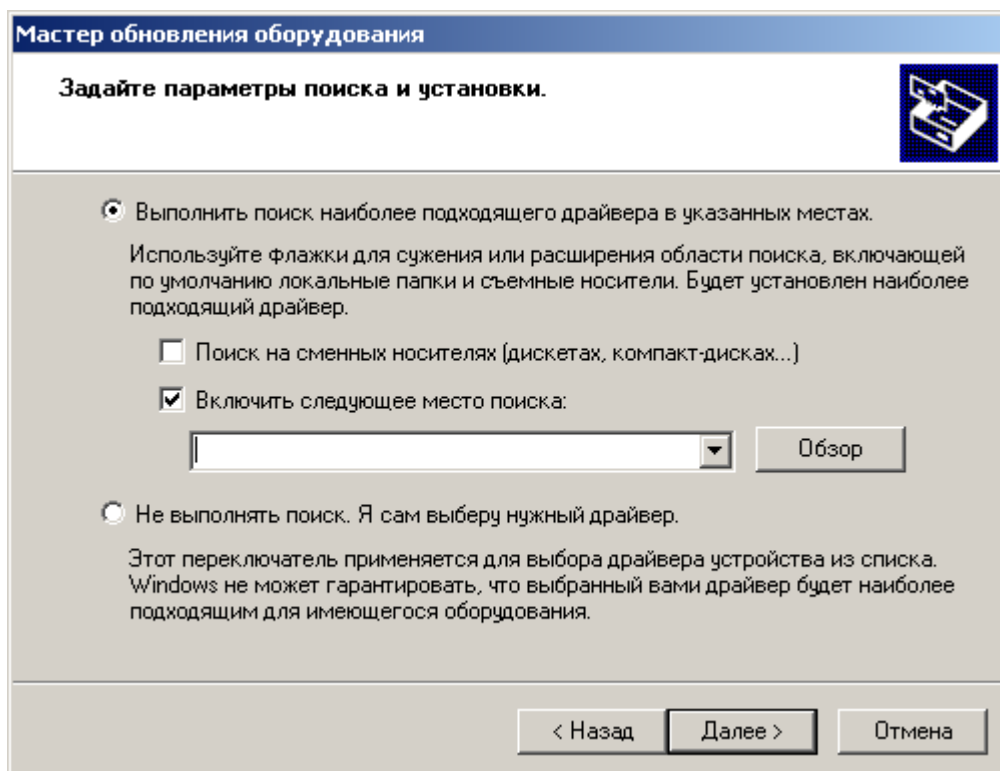 Мастер обновления оборудования
Задайте параметры поиска и установки.
Выполнить поиск наиболее подходящего драйвера в указанных местах.
Используйте флажки для сужения или расширения области поиска, включающей
по умолчанию локальные папки и съемные носители. Будет установлен наиболее
подходящий драйвер.
Поиск на сменных носителях (дискетах, компакт-дисках...)
Включить следующее место поиска:
Обзор
Не выполнять поиск. Я сам выберу нужный драйвер.
Этот переключатель применяется для выбора драйвера устройства из списка.
Windows не может гарантировать, что выбранный вами драйвер будет наиболее
подходящим для имеющегося оборудования.
< Назад Далее > Отмена